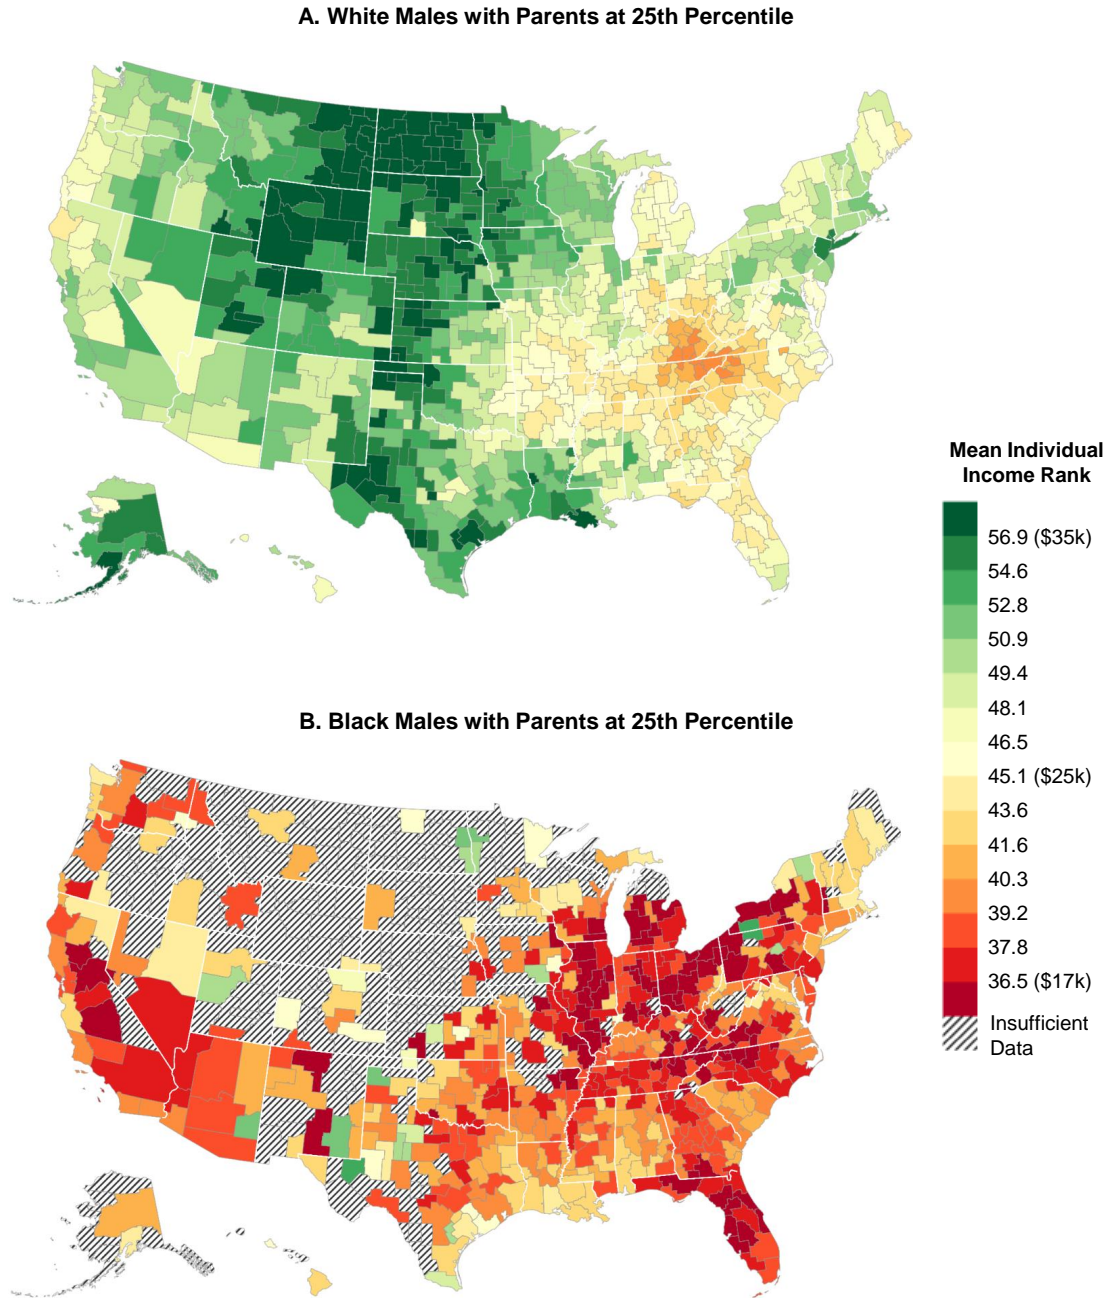 A. White Males with Parents at 25th Percentile
Mean Individual
Income Rank
56.9 ($35k)
54.6
52.8
50.9
49.4
48.1
46.5
45.1 ($25k)
43.6
41.6
40.3
39.2
37.8
36.5 ($17k)
Insufficient
Data
B. Black Males with Parents at 25th Percentile